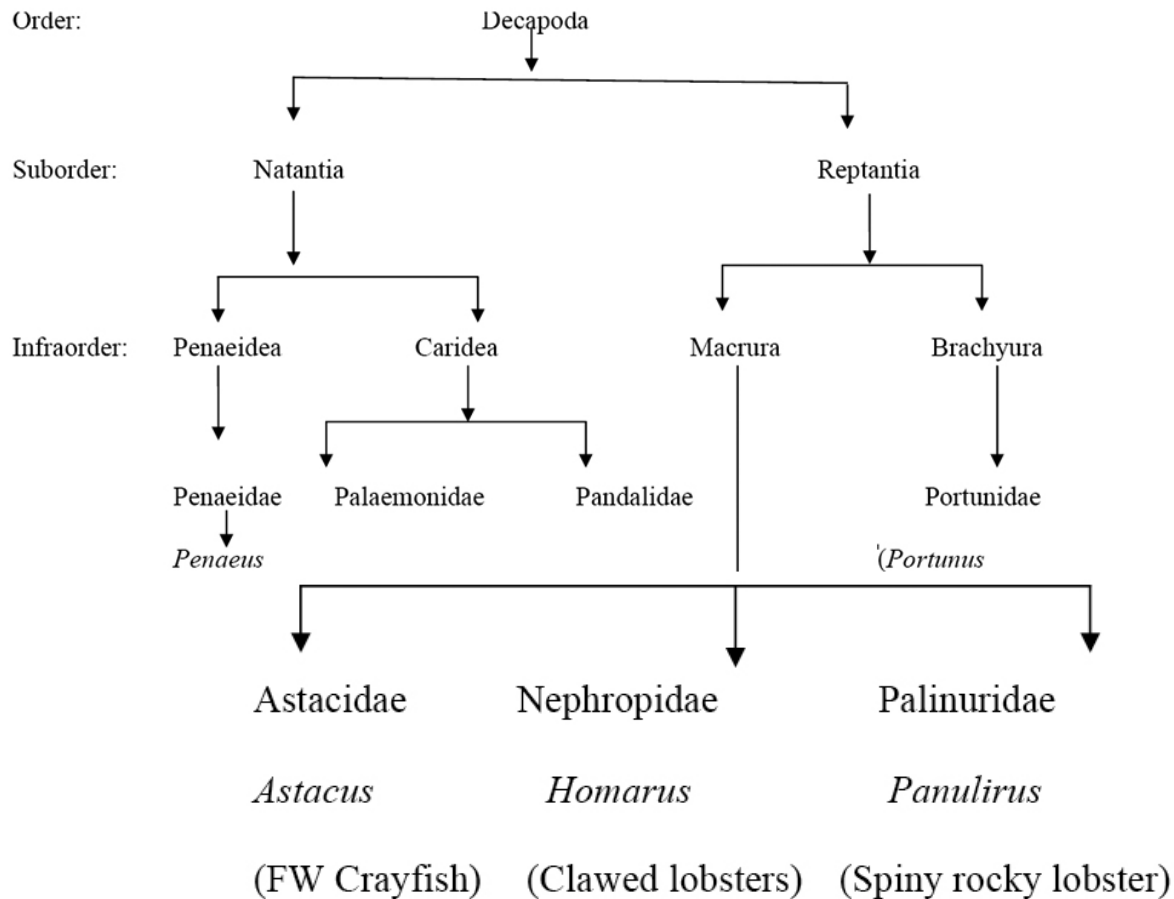 Order: Decapoda
Suborder: Natantia Reptantia
Infraorder: Penaeidea Caridea Macrura Brachyura
Penaeidae Palaemonidae Pandalidae Portunidae
Penaeus (Portunus
Astacidae Nephropidae Palinuridae
Astacus Homarus Panulirus
(FW Crayfish) (Clawed lobsters) (Spiny rocky lobster)